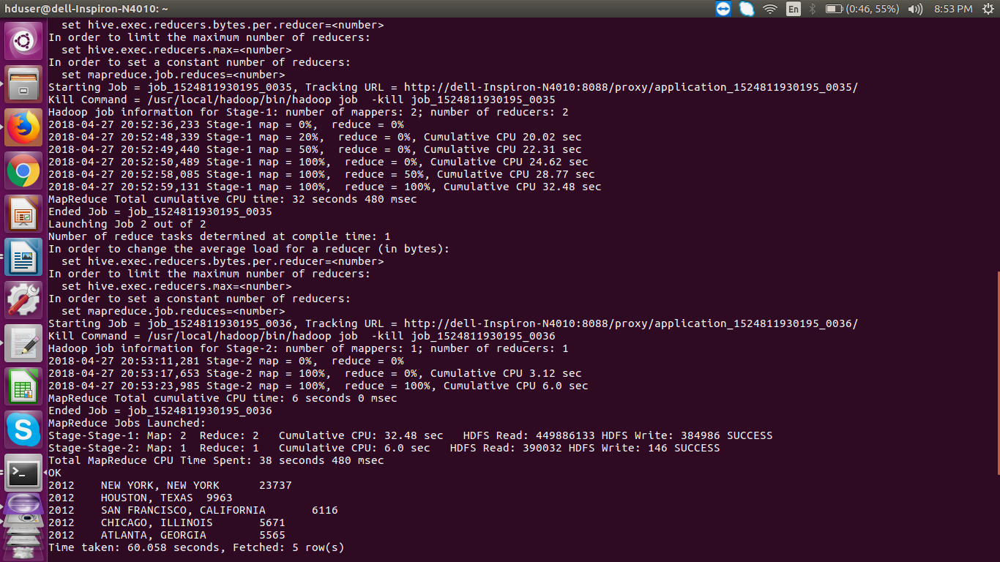 hduser@dell-Inspiron-N4010: ~
En
(0:46, 55%)
8:53 PM
  set hive.exec.reducers.bytes.per.reducer=<number>
In order to limit the maximum number of reducers:
  set hive.exec.reducers.max=<number>
In order to set a constant number of reducers:
  set mapreduce.job.reduces=<number>
Starting Job = job_1524811930195_0035, Tracking URL = http://dell-Inspiron-N4010:8088/proxy/application_1524811930195_0035/
Kill Command = /usr/local/hadoop/bin/hadoop job  -kill job_1524811930195_0035
Hadoop job information for Stage-1: number of mappers: 2; number of reducers: 2
2018-04-27 20:52:36,233 Stage-1 map = 0%,  reduce = 0%
2018-04-27 20:52:48,339 Stage-1 map = 20%,  reduce = 0%, Cumulative CPU 20.02 sec
2018-04-27 20:52:49,440 Stage-1 map = 50%,  reduce = 0%, Cumulative CPU 22.31 sec
2018-04-27 20:52:50,489 Stage-1 map = 100%,  reduce = 0%, Cumulative CPU 24.62 sec
2018-04-27 20:52:58,085 Stage-1 map = 100%,  reduce = 50%, Cumulative CPU 28.77 sec
2018-04-27 20:52:59,131 Stage-1 map = 100%,  reduce = 100%, Cumulative CPU 32.48 sec
MapReduce Total cumulative CPU time: 32 seconds 480 msec
Ended Job = job_1524811930195_0035
Launching Job 2 out of 2
Number of reduce tasks determined at compile time: 1
In order to change the average load for a reducer (in bytes):
  set hive.exec.reducers.bytes.per.reducer=<number>
In order to limit the maximum number of reducers:
  set hive.exec.reducers.max=<number>
In order to set a constant number of reducers:
  set mapreduce.job.reduces=<number>
Starting Job = job_1524811930195_0036, Tracking URL = http://dell-Inspiron-N4010:8088/proxy/application_1524811930195_0036/
Kill Command = /usr/local/hadoop/bin/hadoop job  -kill job_1524811930195_0036
Hadoop job information for Stage-2: number of mappers: 1; number of reducers: 1
2018-04-27 20:53:11,281 Stage-2 map = 0%,  reduce = 0%
2018-04-27 20:53:17,653 Stage-2 map = 100%,  reduce = 0%, Cumulative CPU 3.12 sec
2018-04-27 20:53:23,985 Stage-2 map = 100%,  reduce = 100%, Cumulative CPU 6.0 sec
MapReduce Total cumulative CPU time: 6 seconds 0 msec
Ended Job = job_1524811930195_0036
MapReduce Jobs Launched:
Stage-Stage-1: Map: 2  Reduce: 2   Cumulative CPU: 32.48 sec   HDFS Read: 449886133 HDFS Write: 384986 SUCCESS
Stage-Stage-2: Map: 1  Reduce: 1   Cumulative CPU: 6.0 sec   HDFS Read: 390032 HDFS Write: 146 SUCCESS
Total MapReduce CPU Time Spent: 38 seconds 480 msec
OK
2012    NEW YORK, NEW YORK      23737
2012    HOUSTON, TEXAS  9963
2012    SAN FRANCISCO, CALIFORNIA       6116
2012    CHICAGO, ILLINOIS       5671
2012    ATLANTA, GEORGIA        5565
Time taken: 60.058 seconds, Fetched: 5 row(s)